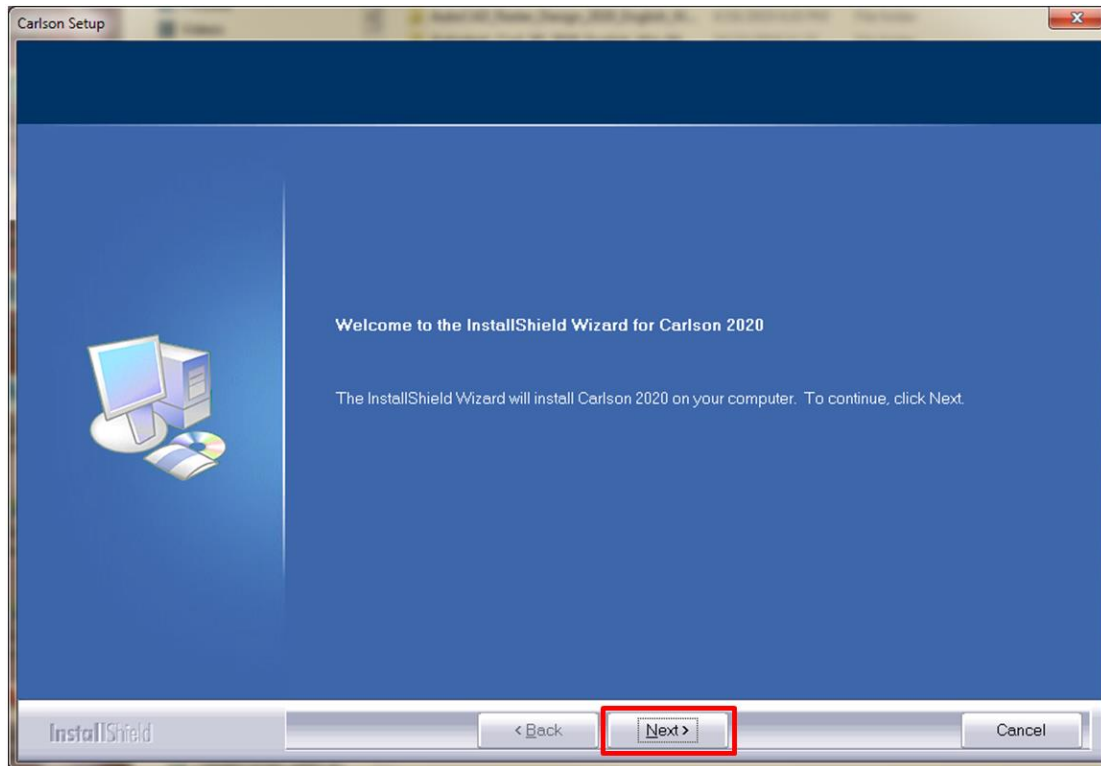 Carlson Setup
Welcome to the InstallShield Wizard for Carlson 2020
The InstallShield Wizard will install Carlson 2020 on your computer. To continue, click Next.
InstallShield
< Back
Next >
Cancel